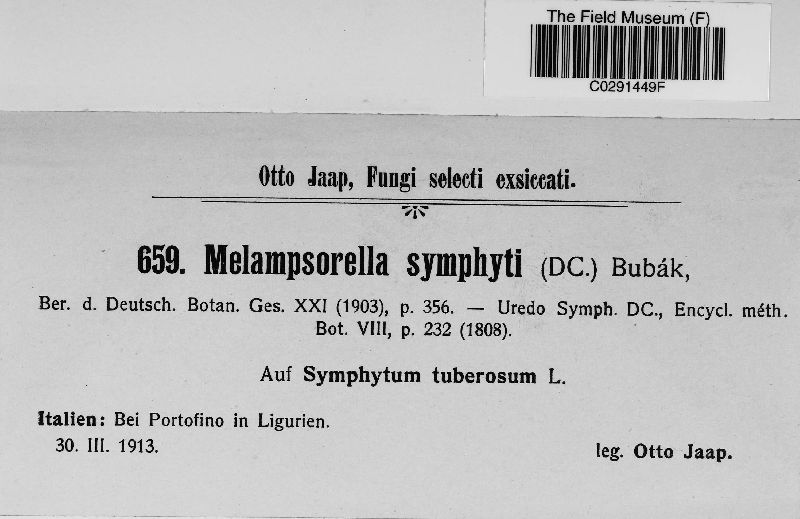 The Field Museum (F)
C0291449F
Otto Jaap, Fungi selecti exsiccati.
659. Melampsorella symphyti (DC.) Bubák,
Ber. d. Deutsch. Botan. Ges. XXI (1903), p. 356. — Uredo Symph. DC., Encycl. méth.
Bot. VIII, p. 232 (1808).
Auf Symphytum tuberosum L.
Italien: Bei Portofino in Ligurien.
30. III. 1913.
leg. Otto Jaap.